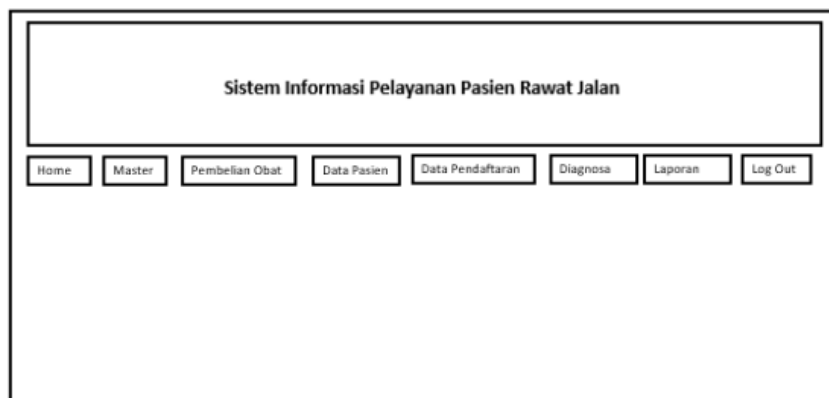 Sistem Informasi Pelayanan Pasien Rawat Jalan
Home Master Pembelian Obat Data Pasien Data Pendaftaran Diagnosa Laporan Log Out